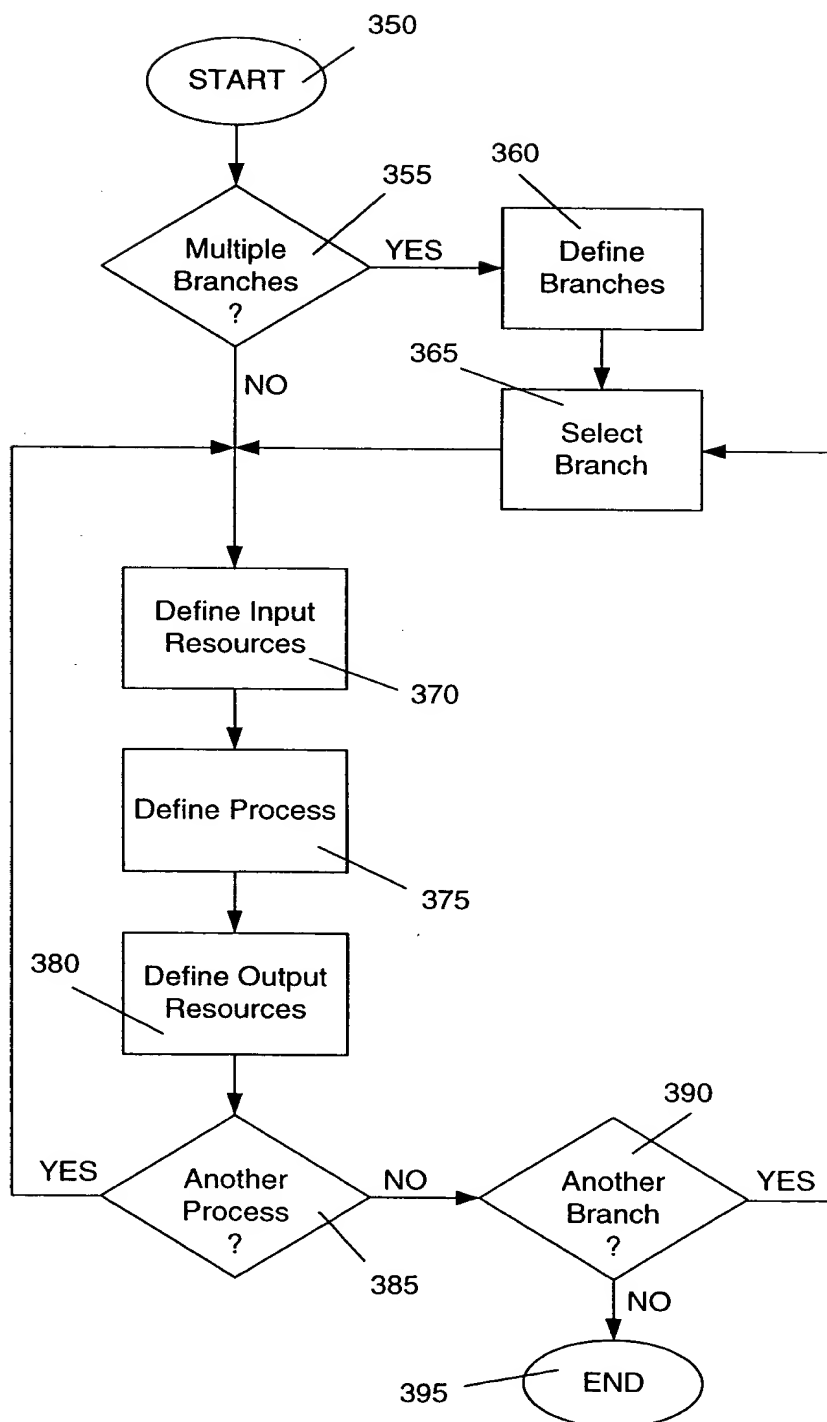 350
START
355
Multiple
Branches
?
YES
NO
360
Define
Branches
365
Select
Branch
Define Input
Resources
370
Define Process
375
380
Define Output
Resources
YES
Another
Process
?
NO
385
390
Another
Branch
?
YES
NO
395
END